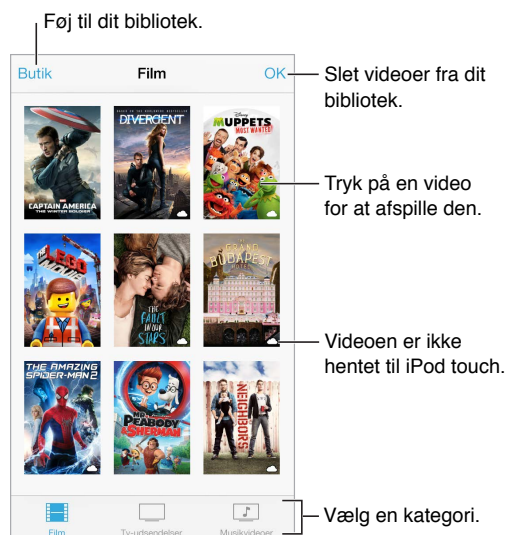 Føj til dit bibliotek.
Butik
Film
OK
Slet videoer fra dit
bibliotek.
CAPTAIN AMERICA
THE WINTER SOLDIER
DIVERGENT
Disney
MUPPETS
MOST WANTED
Tryk på en video
for at afspille den.
THE LEGO
MOVIE
THE
FAULT
IN OUR
STARS
THE
GRAND
BUDAPEST
HOTEL
Videoen er ikke
hentet til iPod touch.
THE AMAZING
SPIDER-MAN 2
MR.
PEABODY
&SHERMAN
NEIGHBORS
Vælg en kategori.
Film
Tv-udsendelser
Musikvideoer